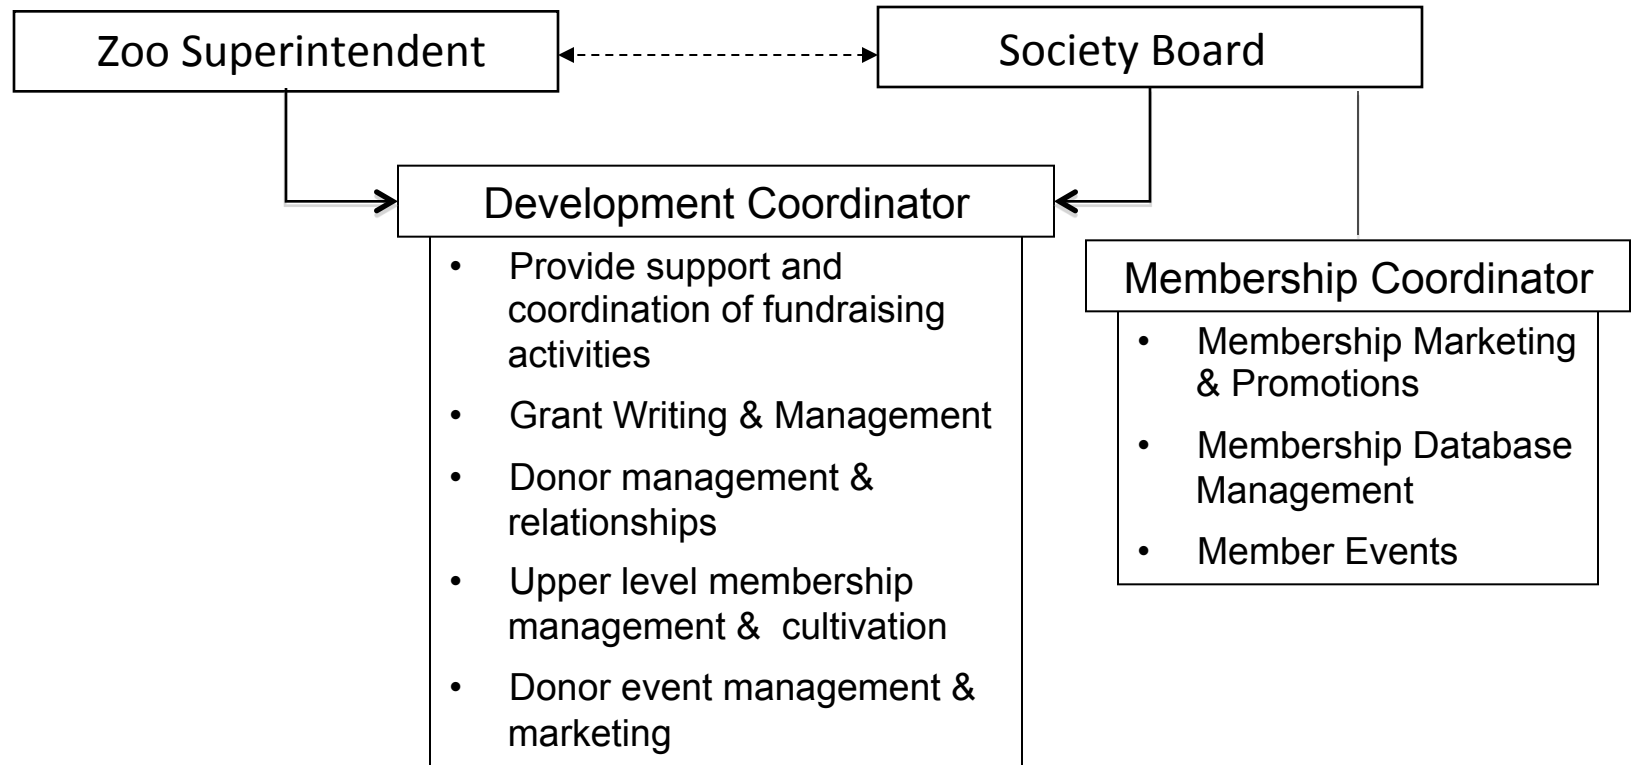 Zoo Superintendent
Society Board
Development Coordinator
• Provide support and
coordination of fundraising
activities
• Grant Writing & Management
• Donor management &
relationships
• Upper level membership
management &  cultivation
• Donor event management &
marketing
Membership Coordinator
• Membership Marketing
& Promotions
• Membership Database
Management
• Member Events